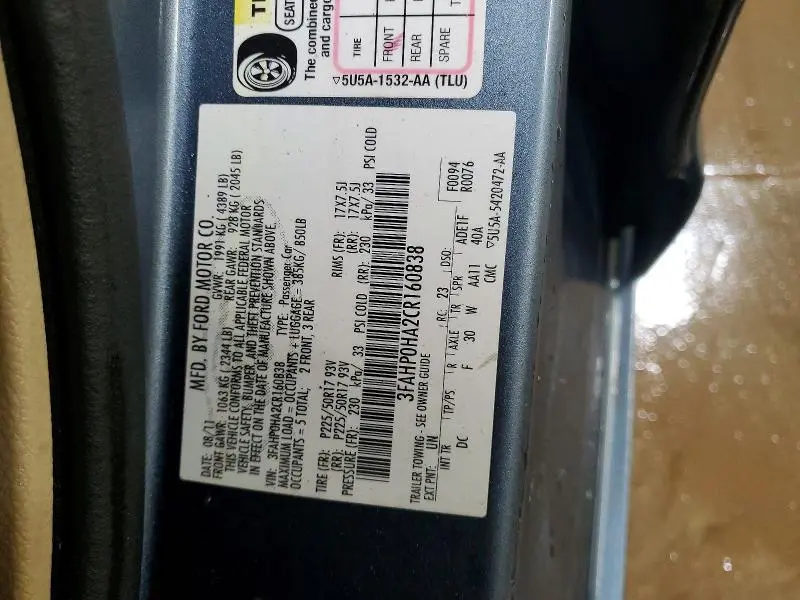 SEAT
The combined
and cargo
TIRE
FRONT
REAR
SPARE
▽5U5A-1532-AA (TLU)
MFD. BY FORD MOTOR CO.
DATE: 08/11 GVWR: 1991 KG ( 4389 LB)
FRONT GAWR: 1063 KG ( 2344 LB) REAR GAWR: 928 KG ( 2045 LB)
THIS VEHICLE CONFORMS TO ALL APPLICABLE FEDERAL MOTOR
VEHICLE SAFETY, BUMPER, AND THEFT PREVENTION STANDARDS
IN EFFECT ON THE DATE OF MANUFACTURE SHOWN ABOVE.
VIN: 3FAHP0HA2CR160838 TYPE: Passenger Car
MAXIMUM LOAD = OCCUPANTS + LUGGAGE = 385KG/ 850LB
OCCUPANTS = 5 TOTAL; 2 FRONT, 3 REAR
TIRE (FR): P225/50R17 93V RIMS (FR): 17X7.5J
(RR): P225/50R17 93V (RR): 17X7.5J
PRESSURE (FR): 230 kPa/ 33 PSI COLD (RR): 230 kPa/ 33 PSI COLD
3FAHP0HA2CR160838
TRAILER TOWING - SEE OWNER GUIDE F0094
R0076
EXT PNT: UN RC: 23 DSO:
INT TR TP/PS R AXLE TR SPR ADE1F
DC F 30 W AA11 40A
CMC ▽5U5A-5420472-AA